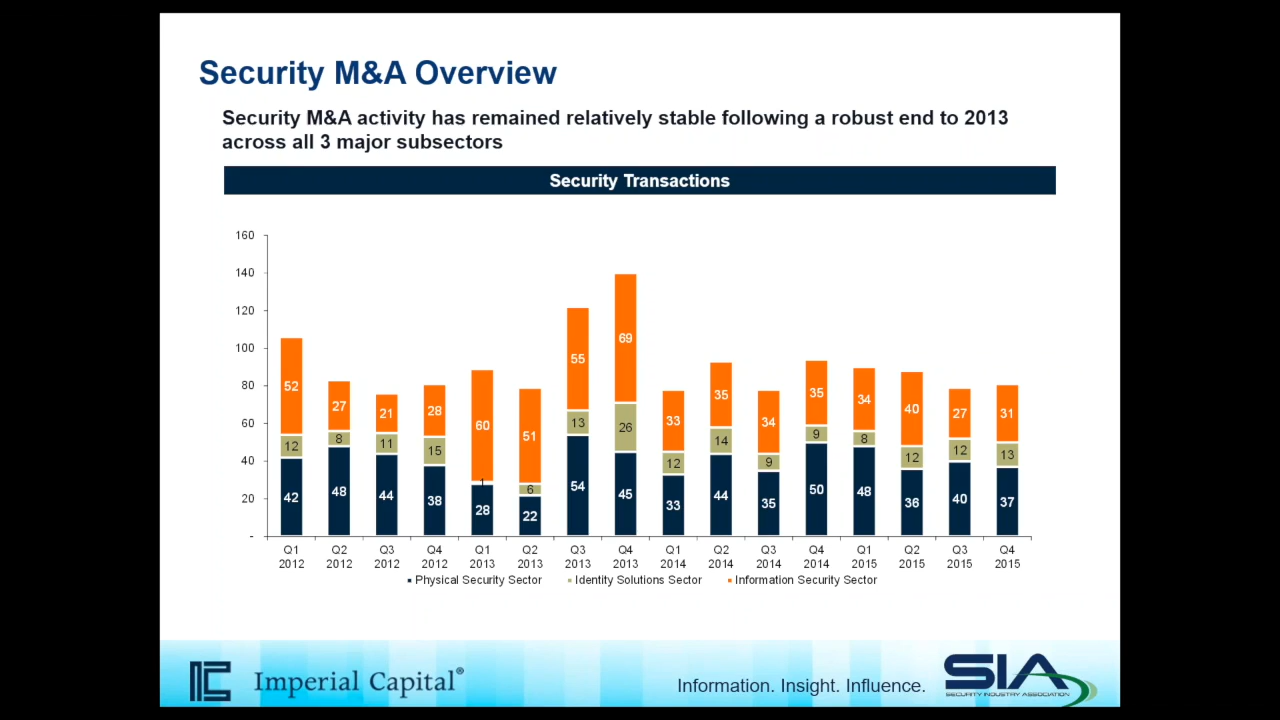 Security M&A Overview
Security M&A activity has remained relatively stable following a robust end to 2013
across all 3 major subsectors
Security Transactions
160
140
120
100
80
60
40
20
-
52 27 21 28 60 51 55 69 33 35 34 35 34 40 27 31
12 8 11 15 1 6 13 26 12 14 9 9 8 12 12 13
42 48 44 38 28 22 54 45 33 44 35 50 48 36 40 37
Q1 Q2 Q3 Q4 Q1 Q2 Q3 Q4 Q1 Q2 Q3 Q4 Q1 Q2 Q3 Q4
2012 2012 2012 2012 2013 2013 2013 2013 2014 2014 2014 2014 2015 2015 2015 2015
Physical Security Sector Identity Solutions Sector Information Security Sector
IC Imperial Capital®
Information. Insight. Influence.
SIA
SECURITY INDUSTRY ASSOCIATION